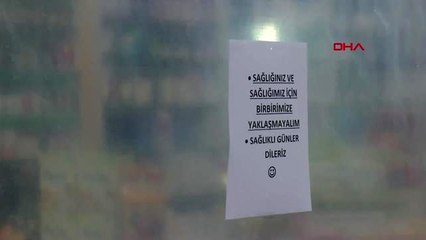 DHA
• SAĞLIĞINIZ VE
SAĞLIĞIMIZ İÇİN
BİRBİRİMİZE
YAKLAŞMAYALIM
• SAĞLIKLI GÜNLER
DİLERİZ
☺